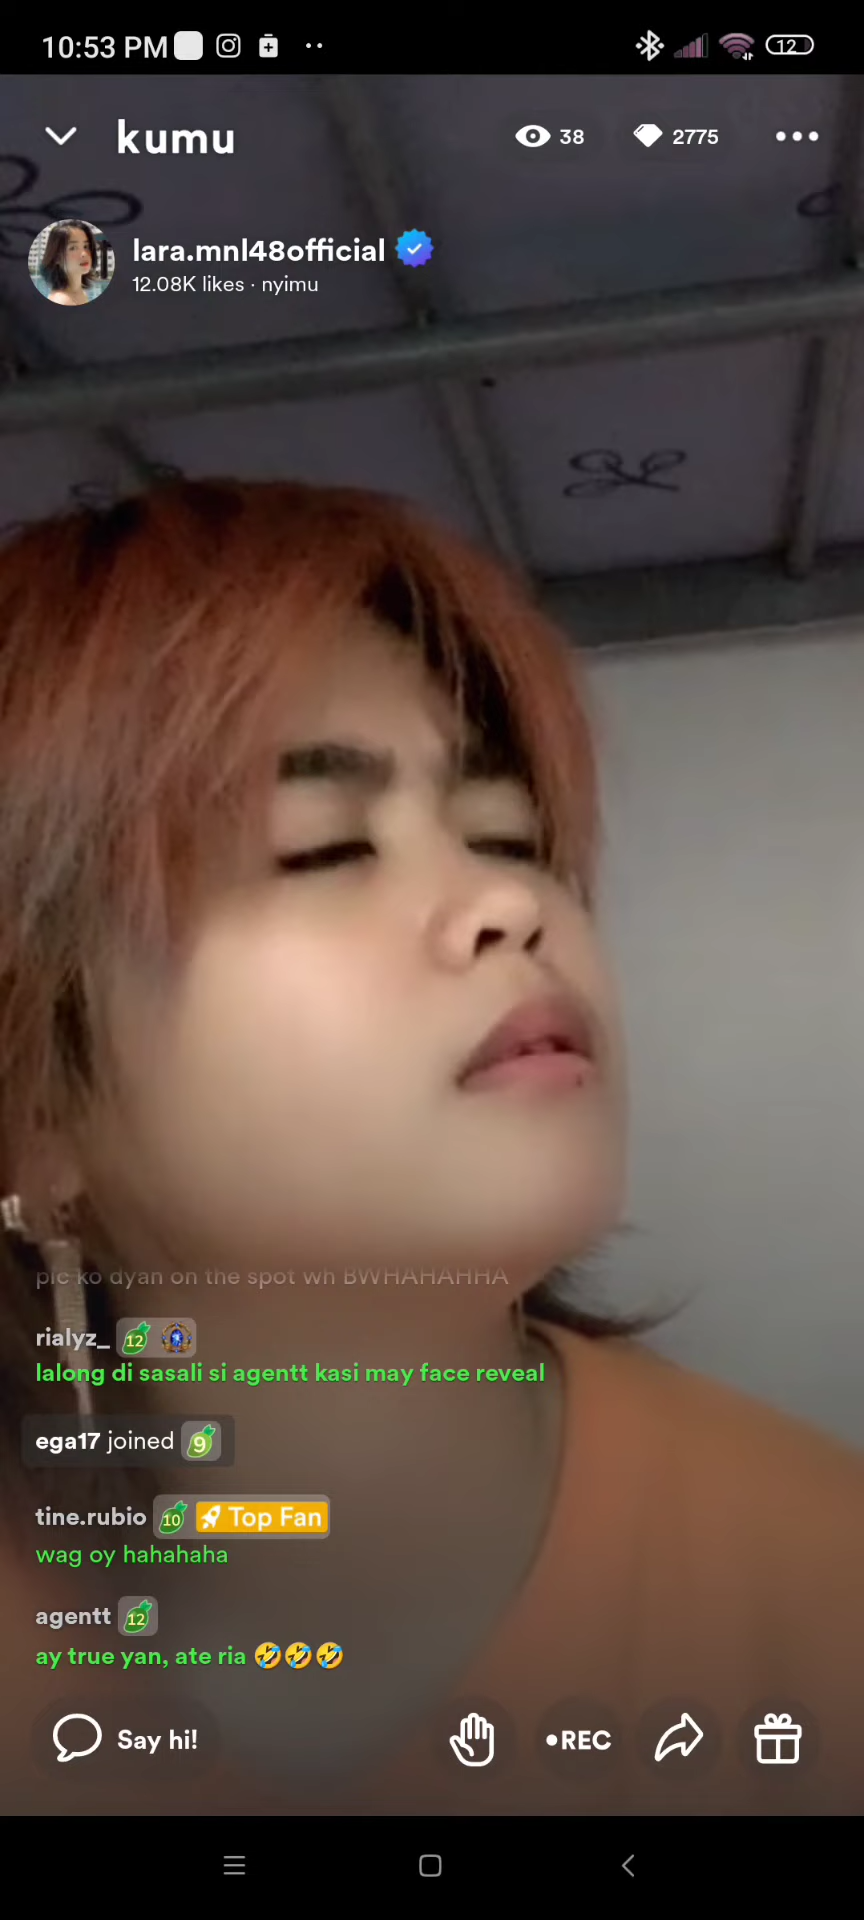 10:53 PM
12
kumu
38
2775
lara.mnl48official
12.08K likes · nyimu
pic ko dyan on the spot wh BWHAHAHHA
rialyz_ 12
lalong di sasali si agentt kasi may face reveal
ega17 joined 9
tine.rubio 10 Top Fan
wag oy hahahaha
agentt 12
ay true yan, ate ria 🤣🤣🤣
Say hi!
•REC